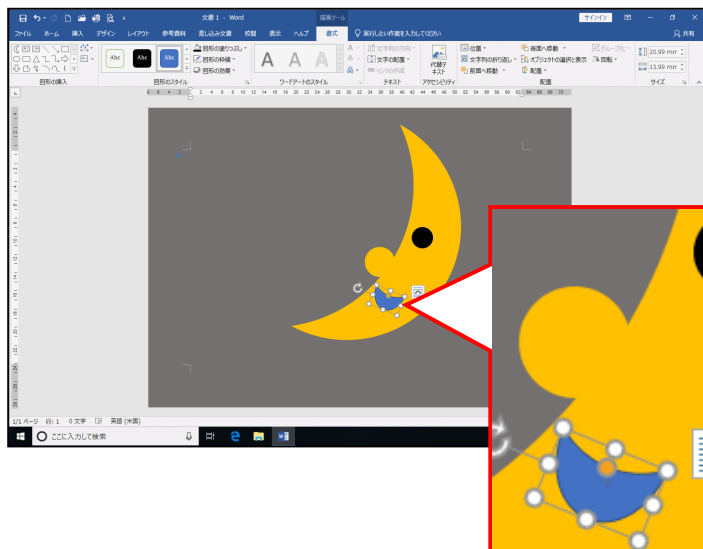 文書 1 - Word
描画ツール
サインイン
ファイル ホーム 挿入 デザイン レイアウト 参考資料 差し込み文書 校閲 表示 ヘルプ 書式 実行したい作業を入力してください 共有
Abc Abc Abc
図形の塗りつぶし
図形の枠線
図形の効果
A A A
文字列の方向
文字の配置
リンクの作成
代替テ
キスト
位置
文字列の折り返し
前面へ移動
背面へ移動
オブジェクトの選択と表示
配置
グループ化
回転
20.99 mm
13.99 mm
図形の挿入 図形のスタイル ワードアートのスタイル テキスト アクセシビリティ 配置 サイズ
1/1 ページ 行: 1 0 文字 英語 (米国)
ここに入力して検索